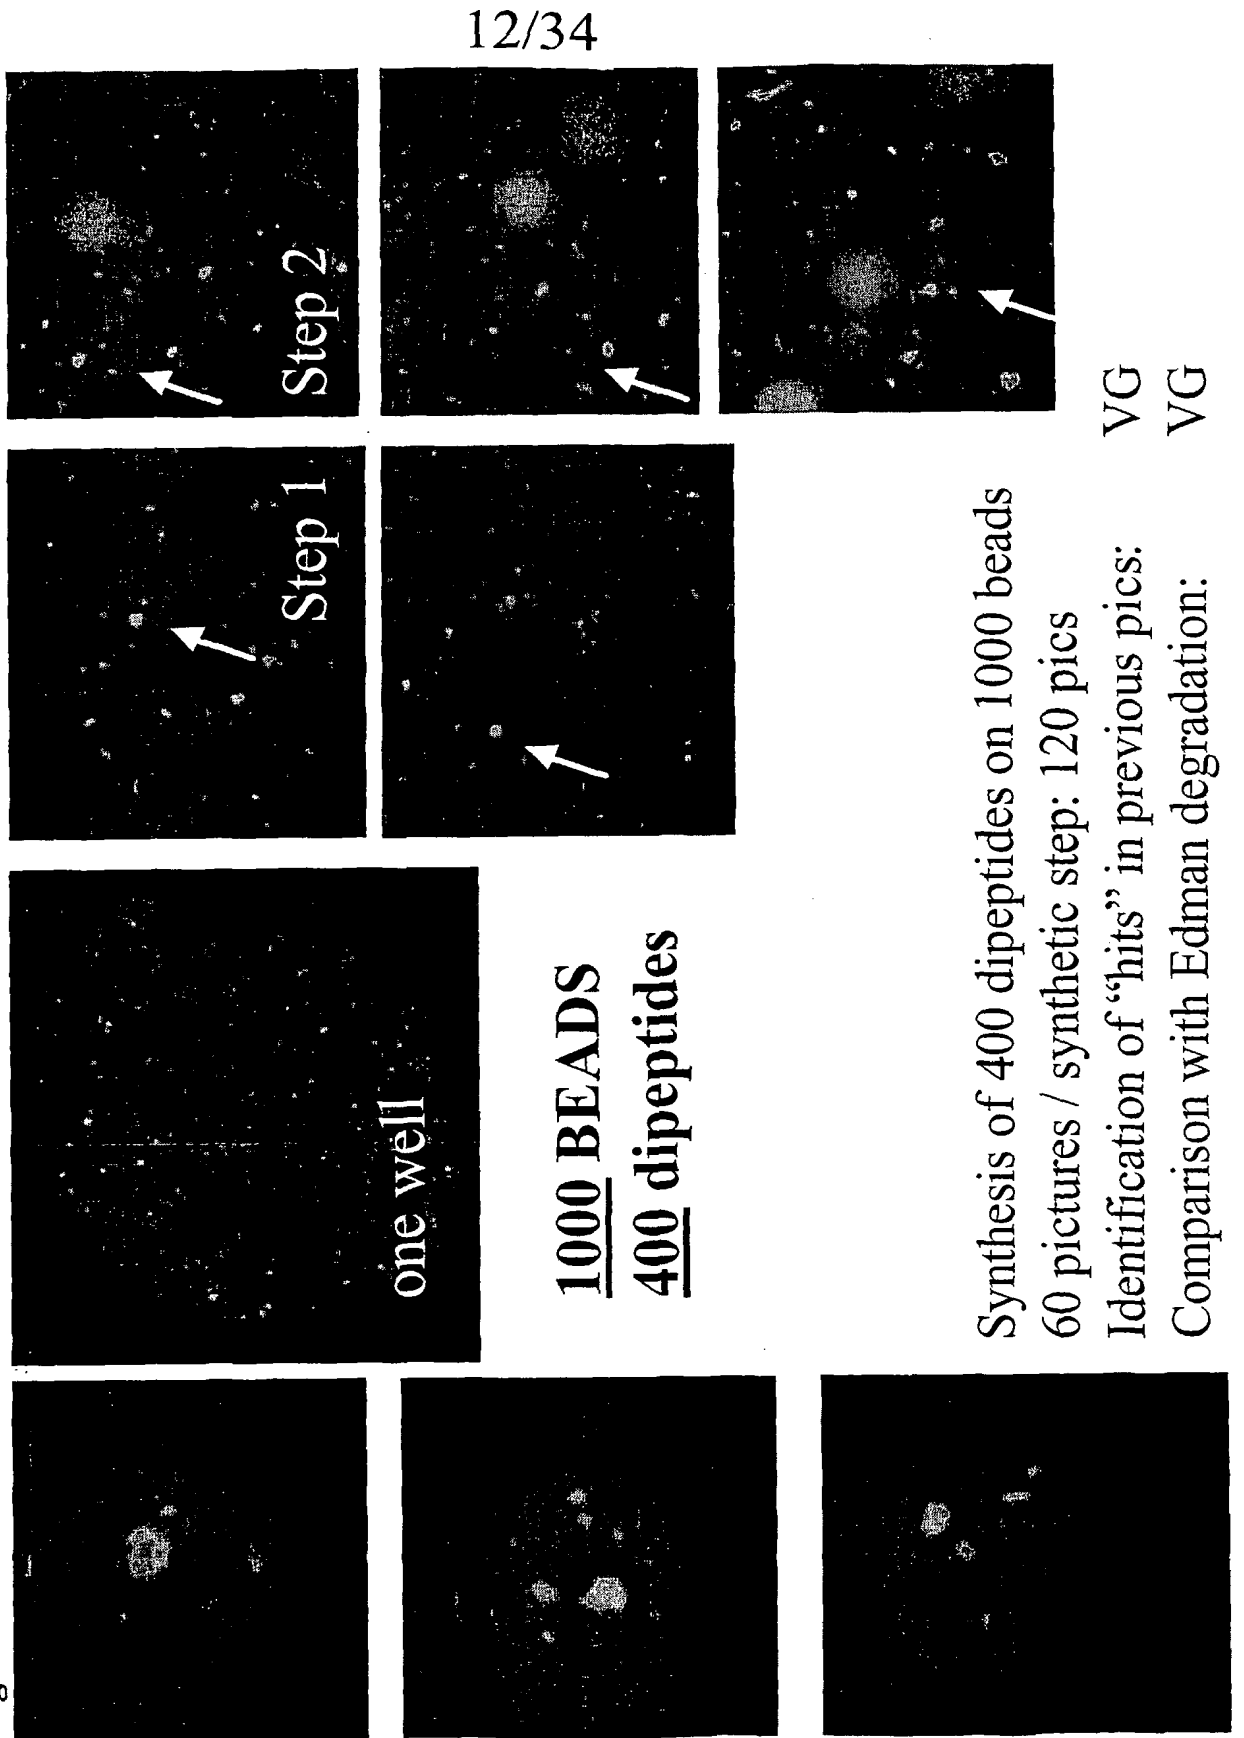 12/34
one well
Step 1
Step 2
1000 BEADS
400 dipeptides
Synthesis of 400 dipeptides on 1000 beads
60 pictures / synthetic step: 120 pics
Identification of “hits” in previous pics: VG
Comparison with Edman degradation: VG